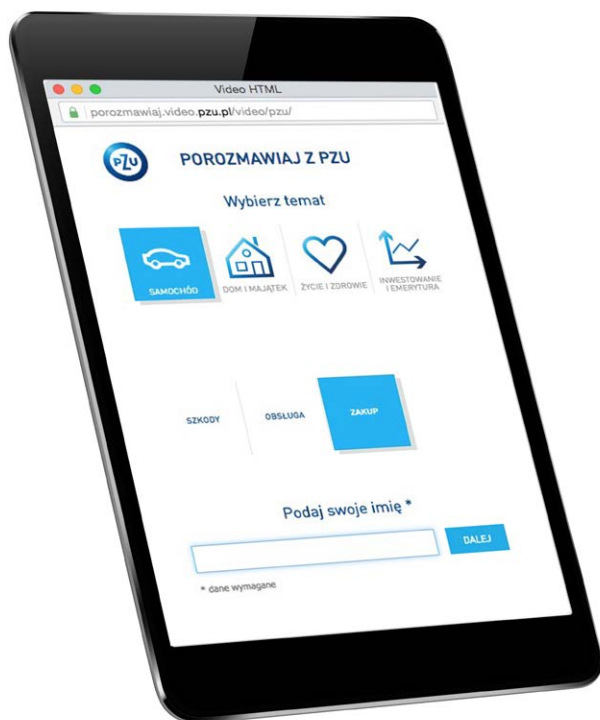 Video HTML
porozmawiaj.video.pzu.pl/video/pzu/
PZU
POROZMAWIAJ Z PZU
Wybierz temat
SAMOCHÓD
DOM I MAJĄTEK
ŻYCIE I ZDROWIE
INWESTOWANIE
I EMERYTURA
SZKODY
OBSŁUGA
ZAKUP
Podaj swoje imię *
DALEJ
* dane wymagane